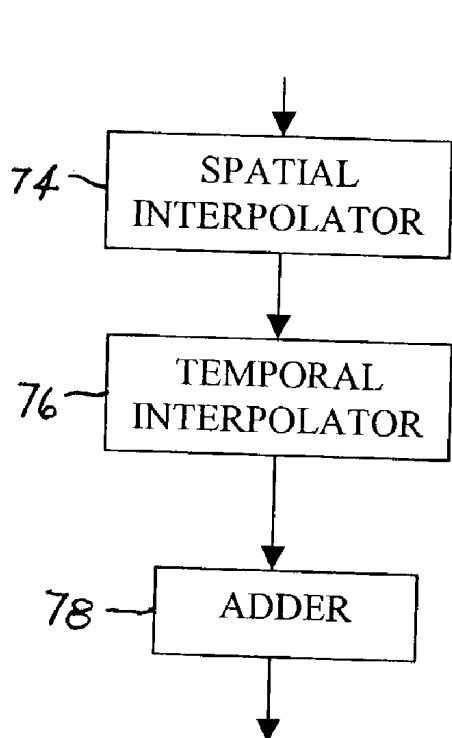 74
SPATIAL
INTERPOLATOR
76
TEMPORAL
INTERPOLATOR
78
ADDER